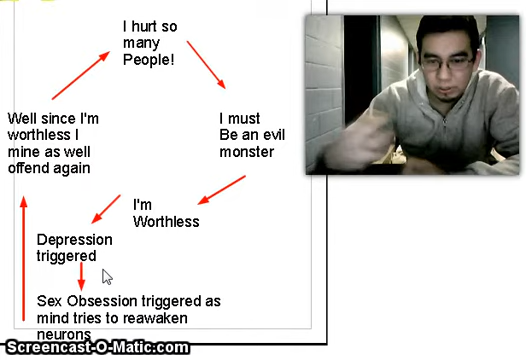 I hurt so
many
People!
Well since I'm
worthless I
mine as well
offend again
I must
Be an evil
monster
I'm
Worthless
Depression
triggered
Sex Obsession triggered as
mind tries to reawaken
neurons
Screencast-O-Matic.com